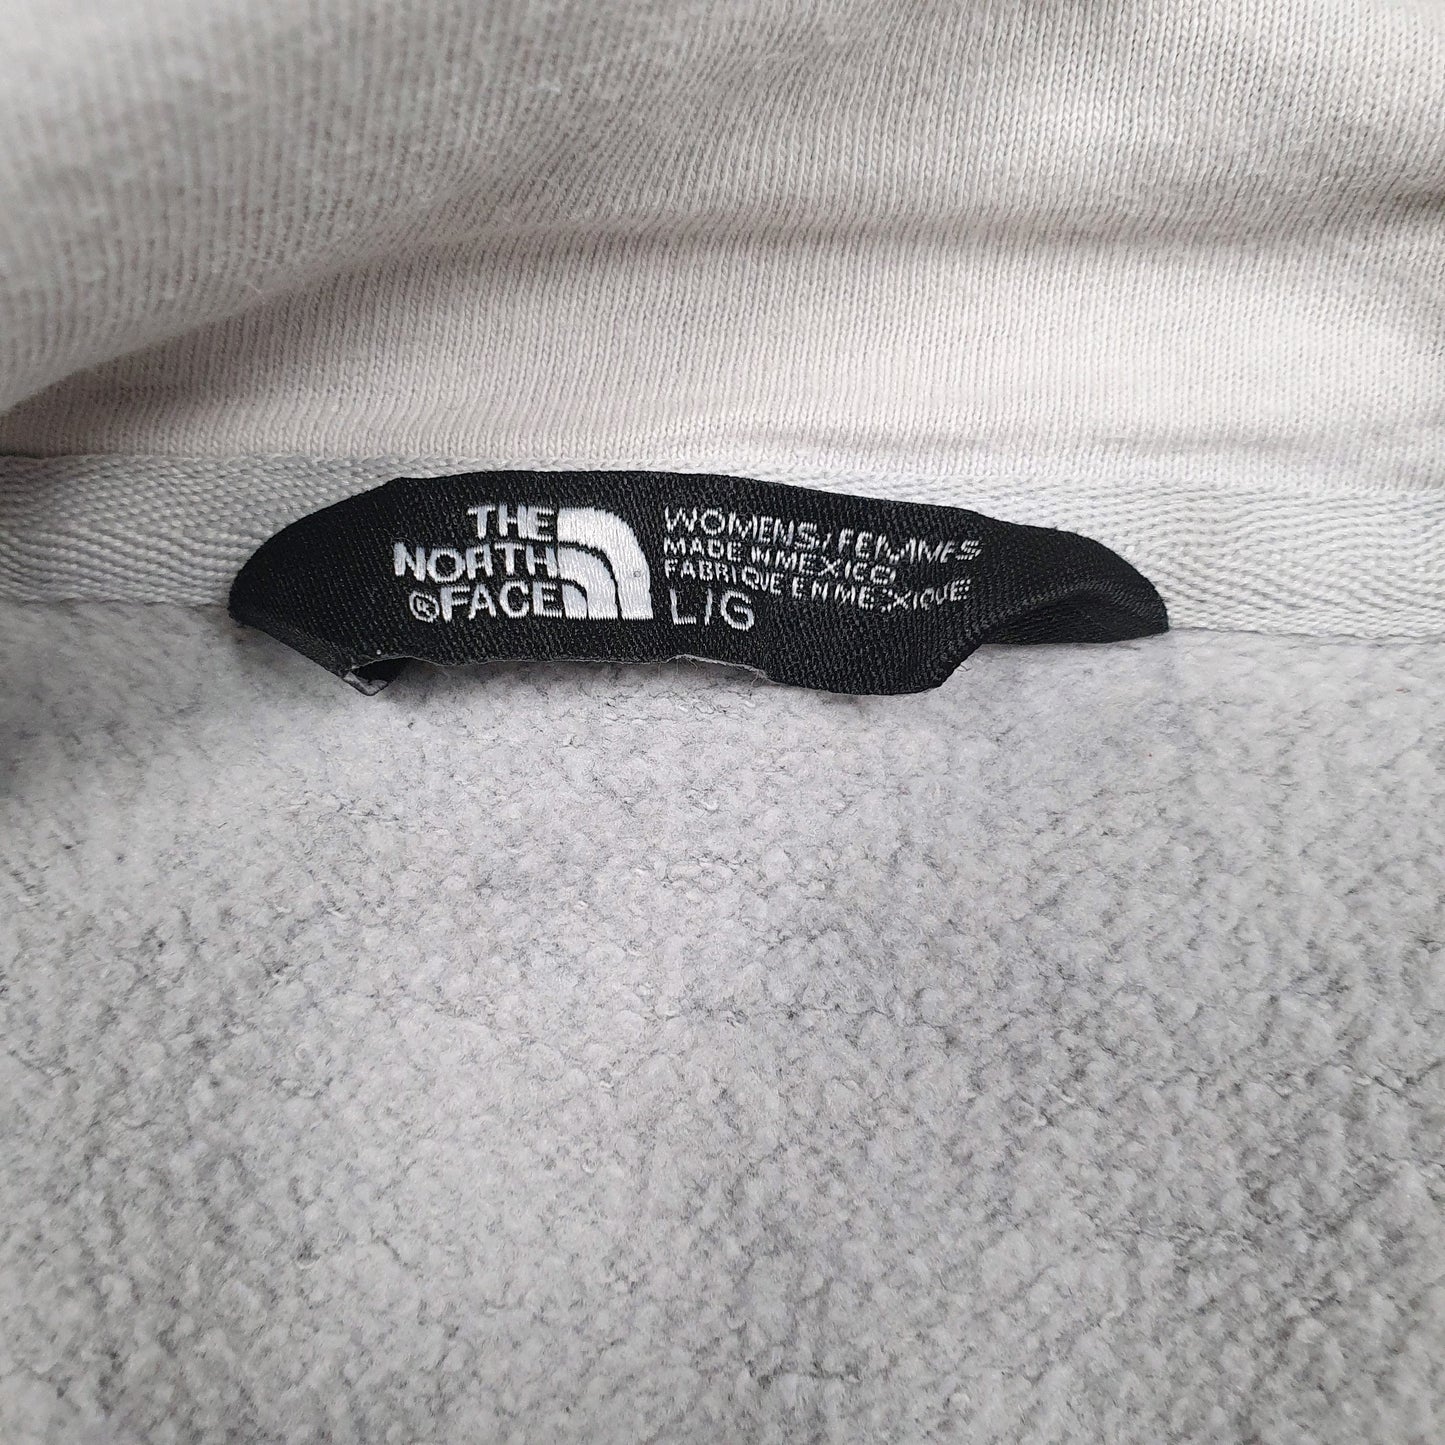 THE
NORTH
® FACE
WOMENS/FEMMES
MADE IN MEXICO
FABRIQUE EN MEXIQUE
L/G